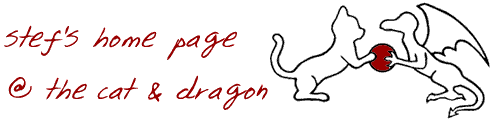 stef's home page
@ the cat & dragon